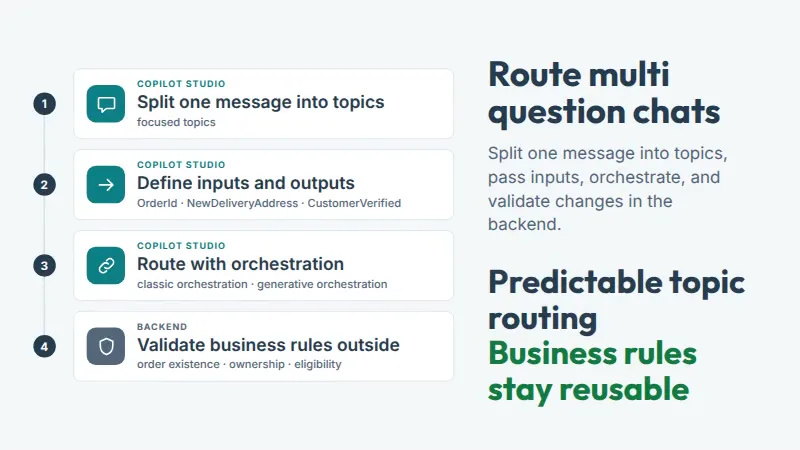 1
COPILOT STUDIO
Split one message into topics
focused topics
2
COPILOT STUDIO
Define inputs and outputs
OrderId · NewDeliveryAddress · CustomerVerified
3
COPILOT STUDIO
Route with orchestration
classic orchestration · generative orchestration
4
BACKEND
Validate business rules outside
order existence · ownership · eligibility
Route multi
question chats
Split one message into topics,
pass inputs, orchestrate, and
validate changes in the
backend.
Predictable topic
routing
Business rules
stay reusable